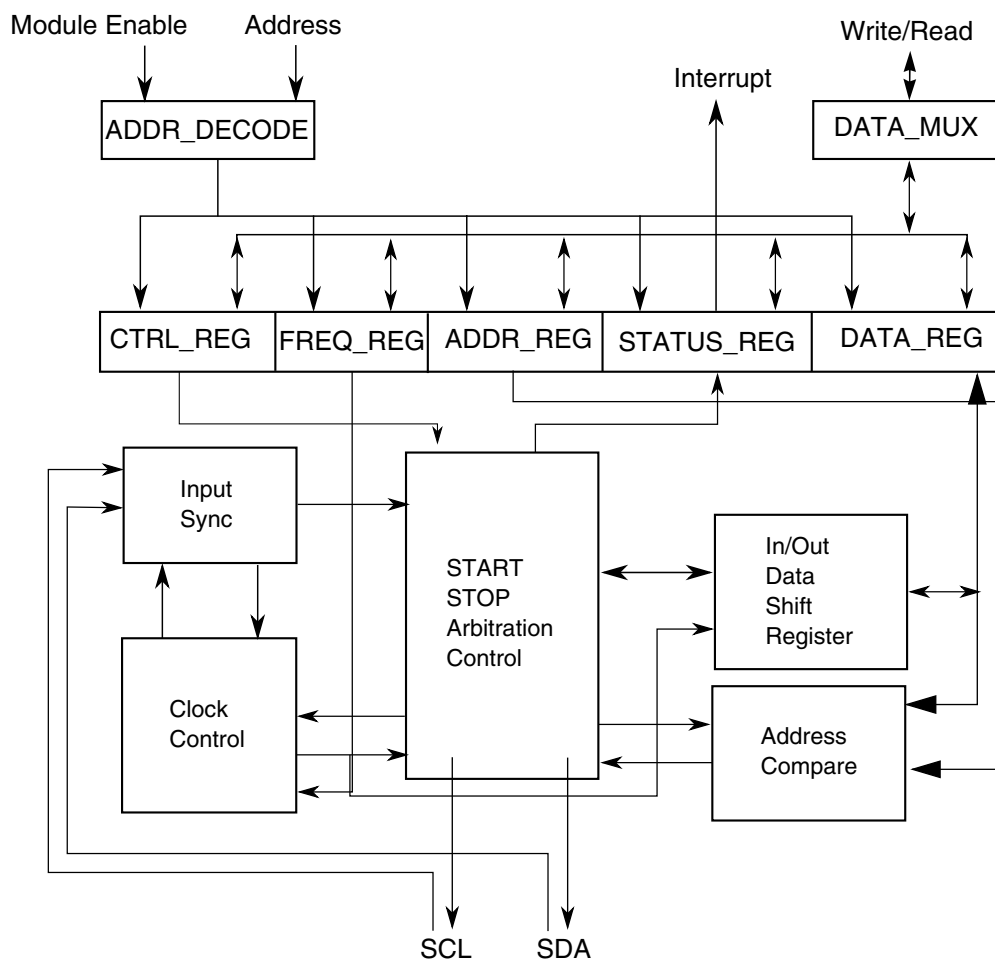 Module Enable
Address
Write/Read
Interrupt
ADDR_DECODE
DATA_MUX
CTRL_REG
FREQ_REG
ADDR_REG
STATUS_REG
DATA_REG
Input
Sync
START
STOP
Arbitration
Control
In/Out
Data
Shift
Register
Clock
Control
Address
Compare
SCL
SDA